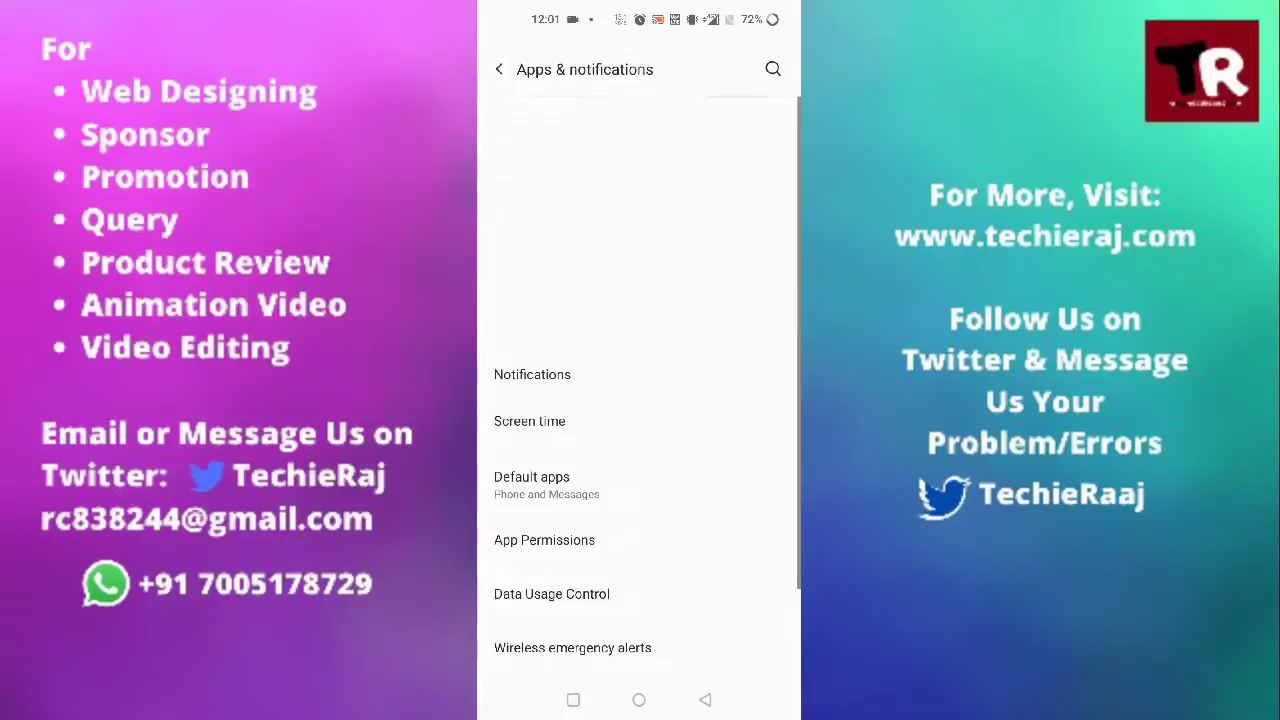 For
• Web Designing
• Sponsor
• Promotion
• Query
• Product Review
• Animation Video
• Video Editing
Email or Message Us on
Twitter: TechieRaj
rc838244@gmail.com
+91 7005178729
12:01
72%
Apps & notifications
Notifications
Screen time
Default apps
Phone and Messages
App Permissions
Data Usage Control
Wireless emergency alerts
TR
For More, Visit:
www.techieraj.com
Follow Us on
Twitter & Message
Us Your
Problem/Errors
TechieRaaj